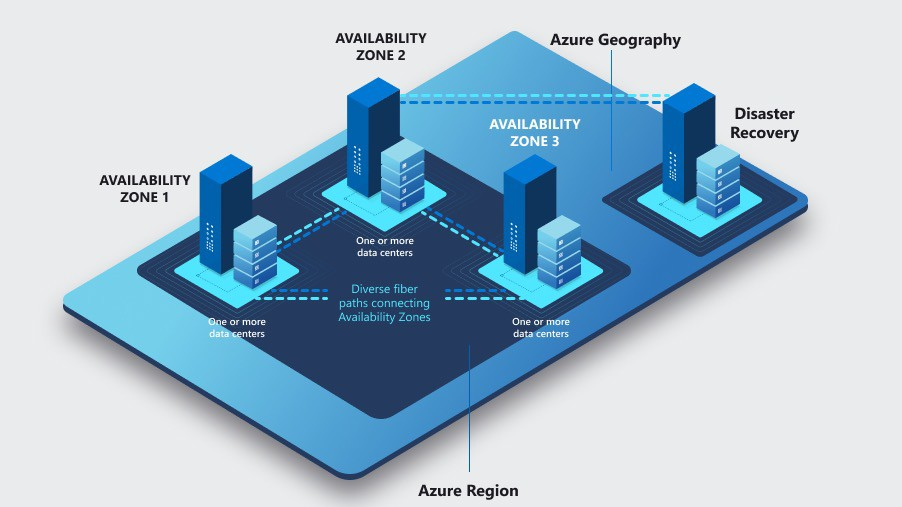 AVAILABILITY
ZONE 2
Azure Geography
Disaster
Recovery
AVAILABILITY
ZONE 3
AVAILABILITY
ZONE 1
One or more
data centers
Diverse fiber
paths connecting
Availability Zones
One or more
data centers
One or more
data centers
Azure Region